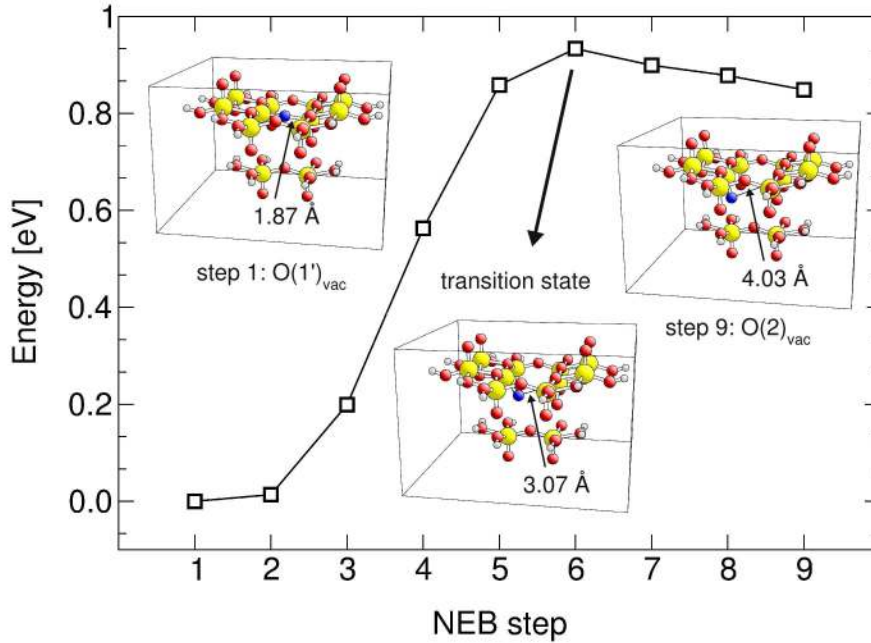 Energy [eV]
1
0.8
0.6
0.4
0.2
0.0
1.87 Å
step 1: O(1')vac
transition state
4.03 Å
step 9: O(2)vac
3.07 Å
1 2 3 4 5 6 7 8 9
NEB step